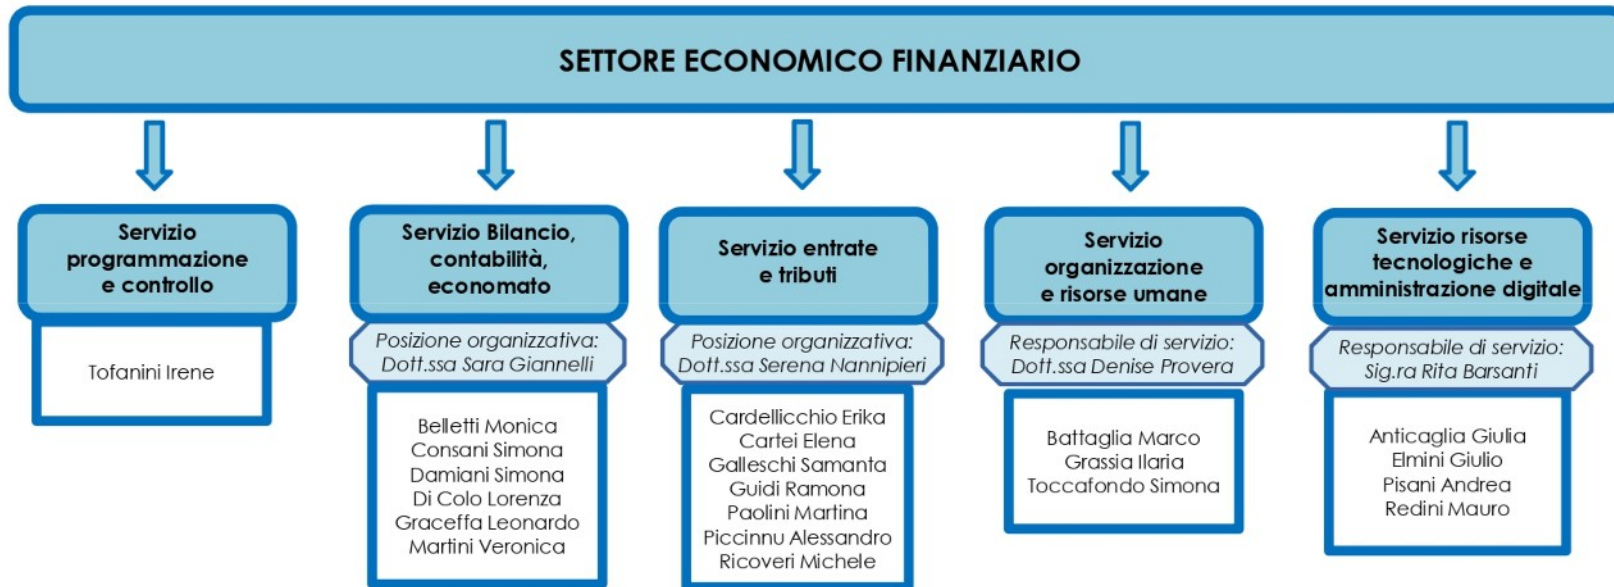 SETTORE ECONOMICO FINANZIARIO
Servizio
programmazione
e controllo
Tofanini Irene
Servizio Bilancio,
contabilità,
economato
Posizione organizzativa:
Dott.ssa Sara Giannelli
Belletti Monica
Consani Simona
Damiani Simona
Di Colo Lorenza
Graceffa Leonardo
Martini Veronica
Servizio entrate
e tributi
Posizione organizzativa:
Dott.ssa Serena Nannipieri
Cardellicchio Erika
Cartei Elena
Galleschi Samanta
Guidi Ramona
Paolini Martina
Piccinnu Alessandro
Ricoveri Michele
Servizio
organizzazione
e risorse umane
Responsabile di servizio:
Dott.ssa Denise Provera
Battaglia Marco
Grassia Ilaria
Toccafondo Simona
Servizio risorse
tecnologiche e
amministrazione digitale
Responsabile di servizio:
Sig.ra Rita Barsanti
Anticaglia Giulia
Elmini Giulio
Pisani Andrea
Redini Mauro